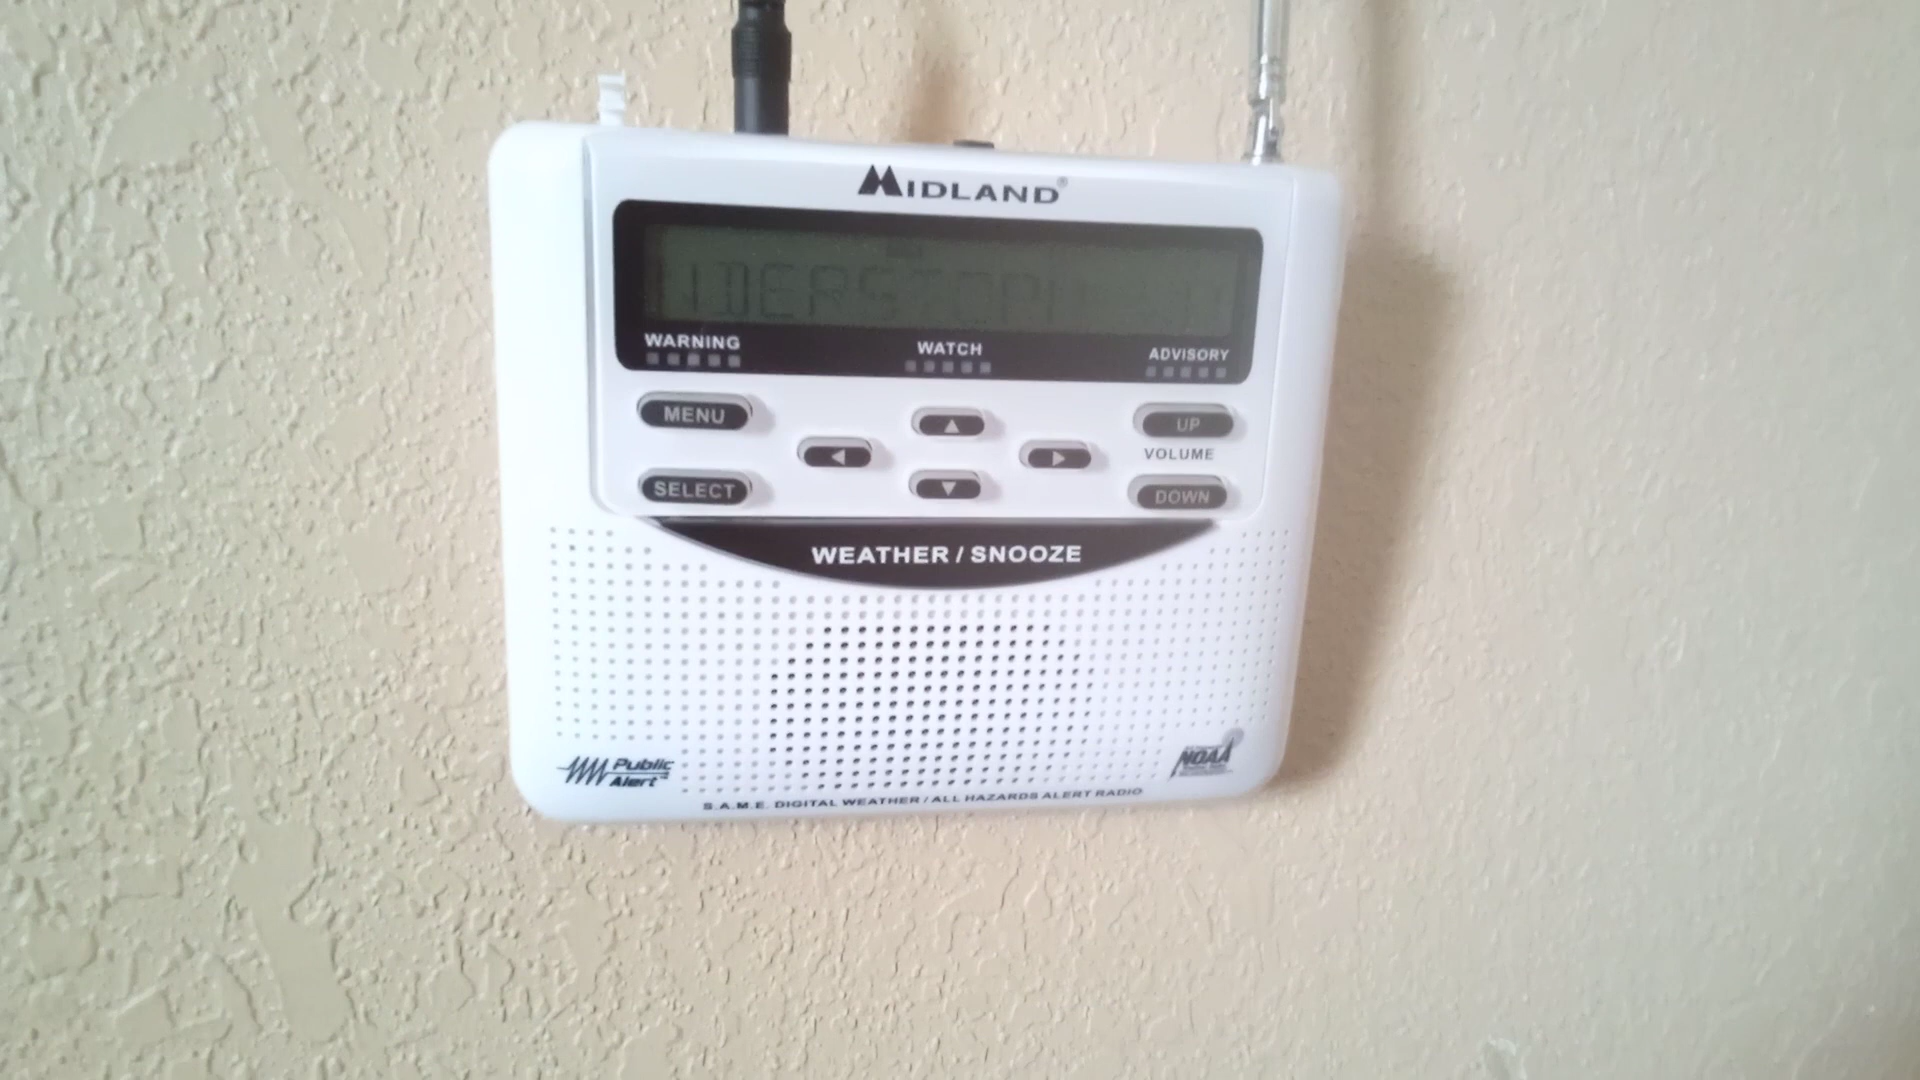 MIDLAND®
WARNING
WATCH
ADVISORY
MENU
UP
VOLUME
SELECT
DOWN
WEATHER / SNOOZE
Public
Alert
NOAA
S.A.M.E. DIGITAL WEATHER / ALL HAZARDS ALERT RADIO